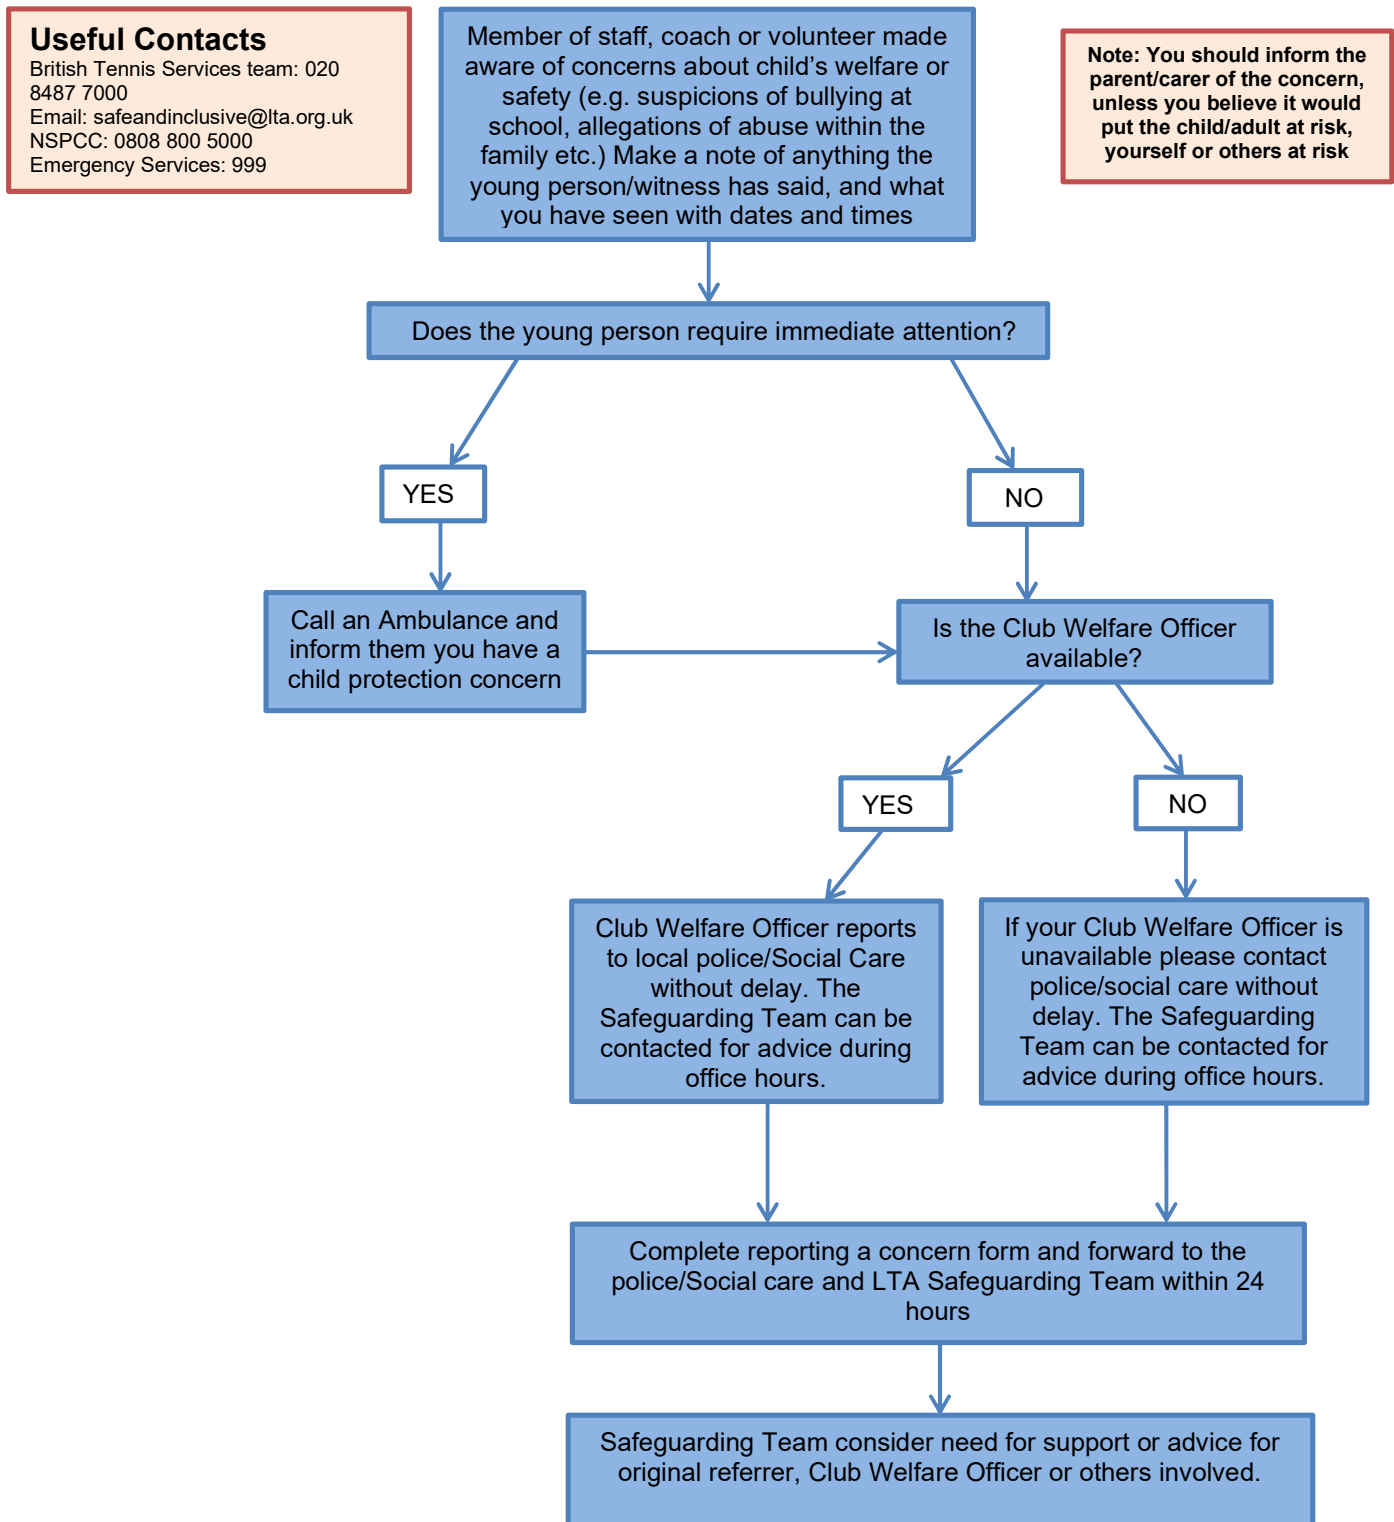 Useful Contacts
British Tennis Services team: 020
8487 7000
Email: safeandinclusive@lta.org.uk
NSPCC: 0808 800 5000
Emergency Services: 999
Member of staff, coach or volunteer made
aware of concerns about child’s welfare or
safety (e.g. suspicions of bullying at
school, allegations of abuse within the
family etc.) Make a note of anything the
young person/witness has said, and what
you have seen with dates and times
Note: You should inform the
parent/carer of the concern,
unless you believe it would
put the child/adult at risk,
yourself or others at risk
Does the young person require immediate attention?
YES
NO
Call an Ambulance and
inform them you have a
child protection concern
Is the Club Welfare Officer
available?
YES
NO
Club Welfare Officer reports
to local police/Social Care
without delay. The
Safeguarding Team can be
contacted for advice during
office hours.
If your Club Welfare Officer is
unavailable please contact
police/social care without
delay. The Safeguarding
Team can be contacted for
advice during office hours.
Complete reporting a concern form and forward to the
police/Social care and LTA Safeguarding Team within 24
hours
Safeguarding Team consider need for support or advice for
original referrer, Club Welfare Officer or others involved.